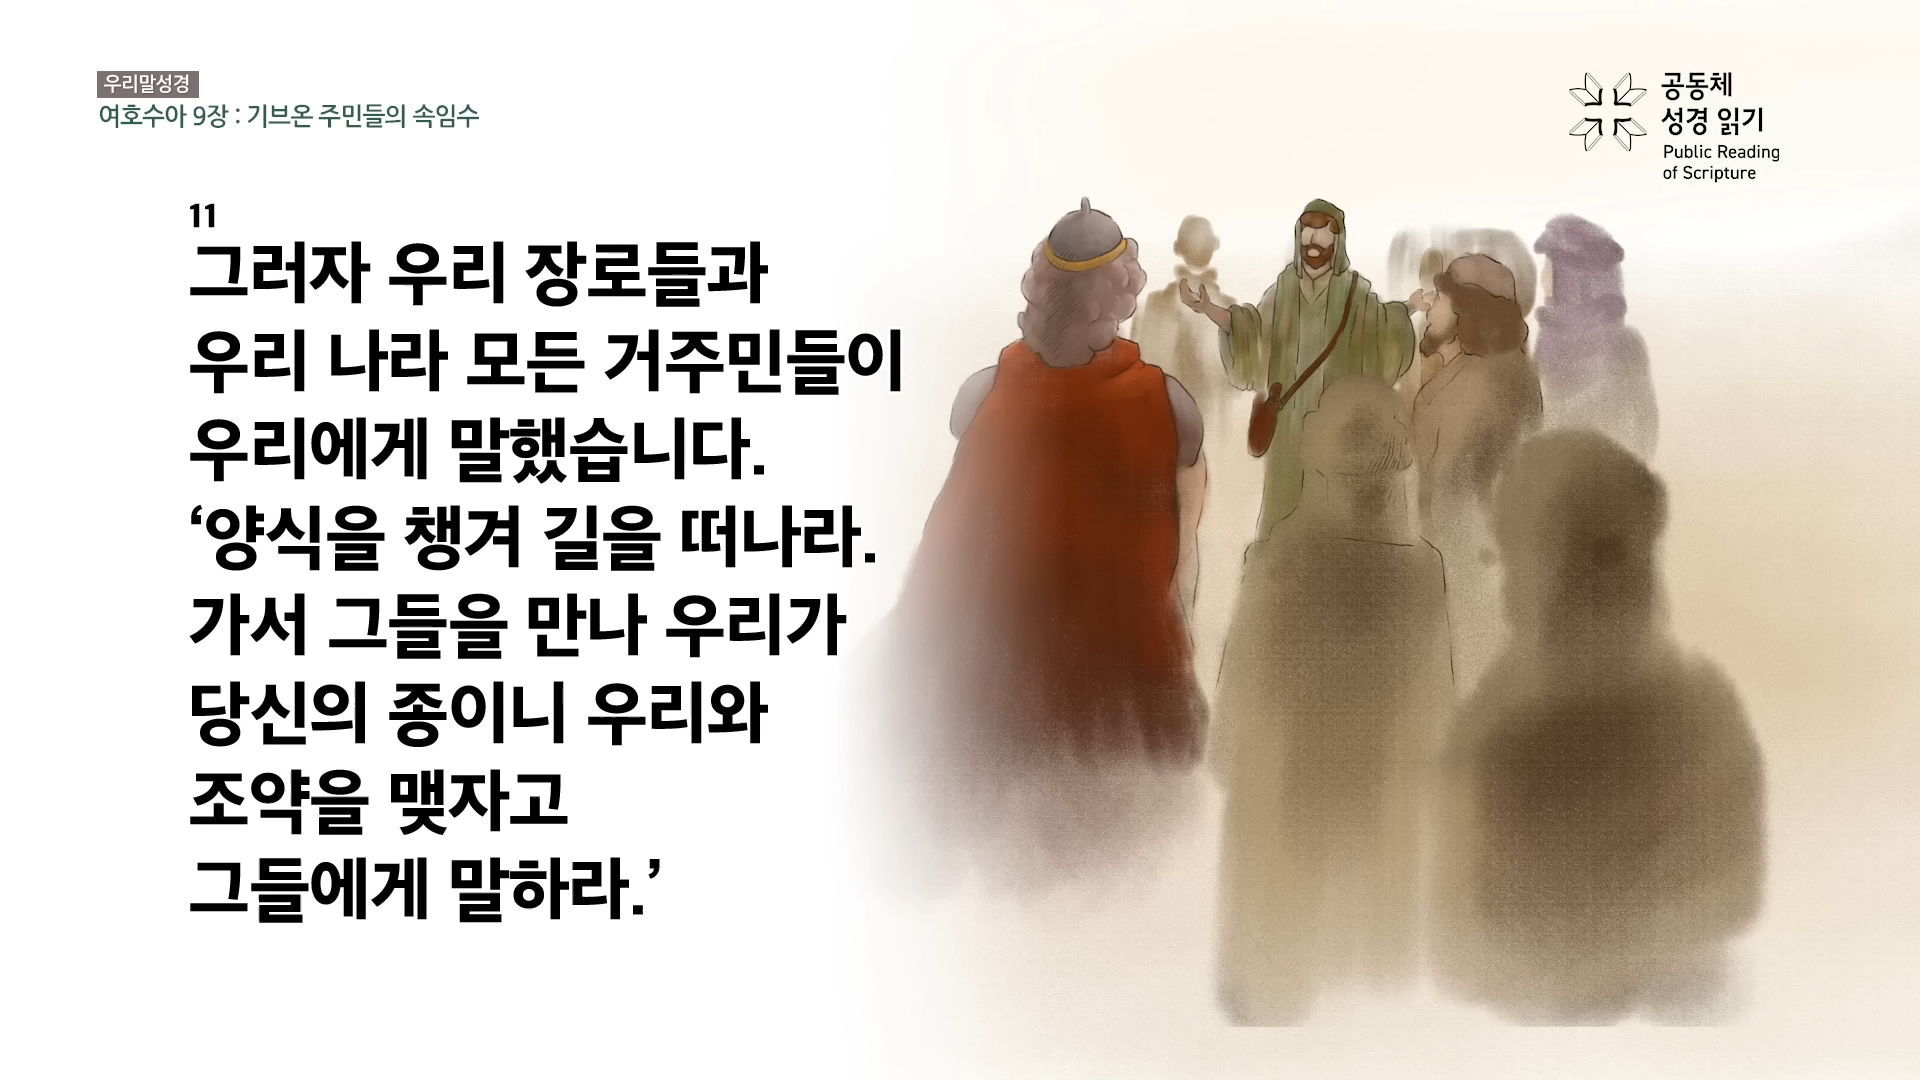 우리말성경
여호수아 9장 : 기브온 주민들의 속임수
공동체
성경 읽기
Public Reading
of Scripture
11
그러자 우리 장로들과
우리 나라 모든 거주민들이
우리에게 말했습니다.
‘양식을 챙겨 길을 떠나라.
가서 그들을 만나 우리가
당신의 종이니 우리와
조약을 맺자고
그들에게 말하라.’